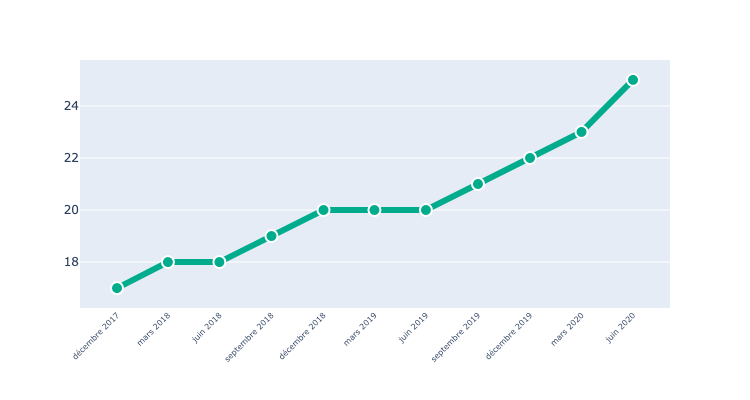 24
22
20
18
décembre 2017
mars 2018
juin 2018
septembre 2018
décembre 2018
mars 2019
juin 2019
septembre 2019
décembre 2019
mars 2020
juin 2020